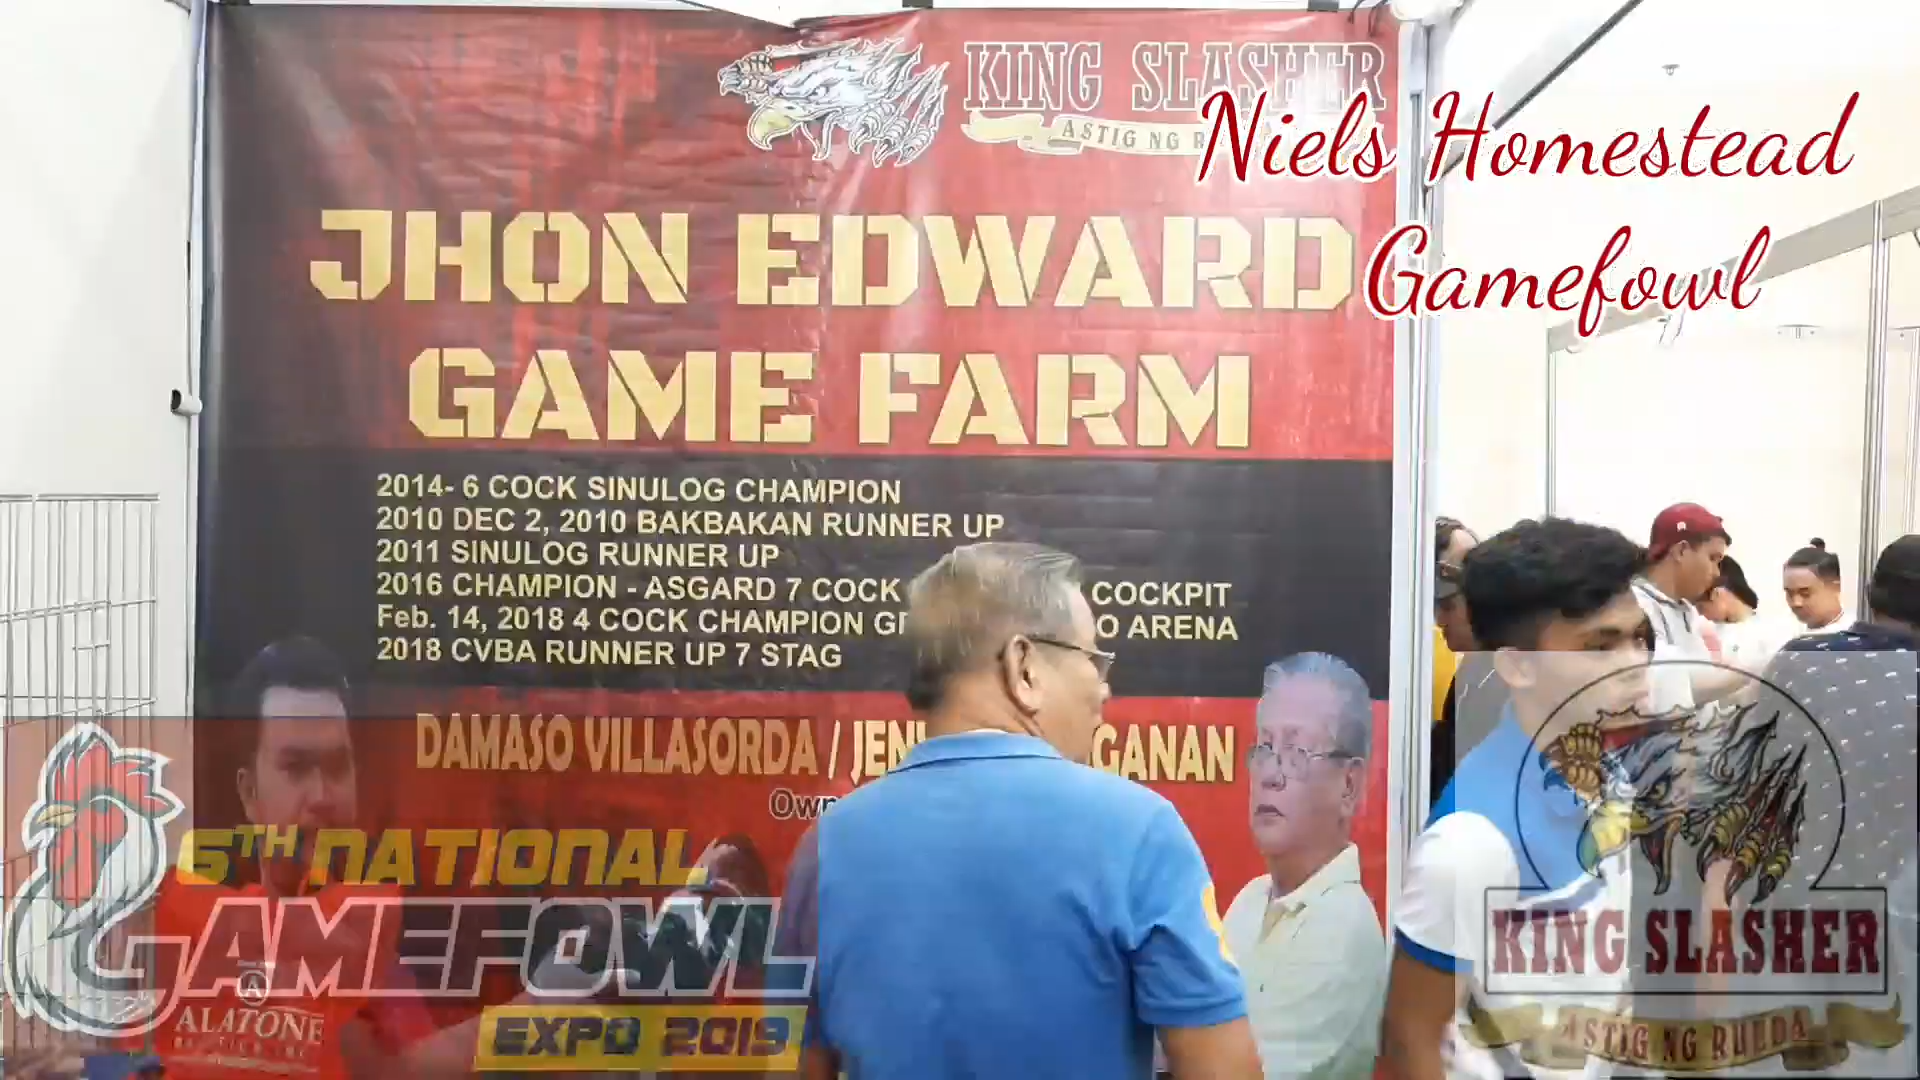 KING SLASHER
ASTIG NG
Niels Homestead
Gamefowl
JHON EDWARD
GAME FARM
2014- 6 COCK SINULOG CHAMPION
2010 DEC 2, 2010 BAKBAKAN RUNNER UP
2011 SINULOG RUNNER UP
2016 CHAMPION - ASGARD 7 COCK COCKPIT
Feb. 14, 2018 4 COCK CHAMPION ARENA
2018 CVBA RUNNER UP 7 STAG
DAMASO VILLASORDA /
6TH NATIONAL
GAMEFOWL
EXPO 2019
ALATONE
KING SLASHER
ASTIG NG RUEDA